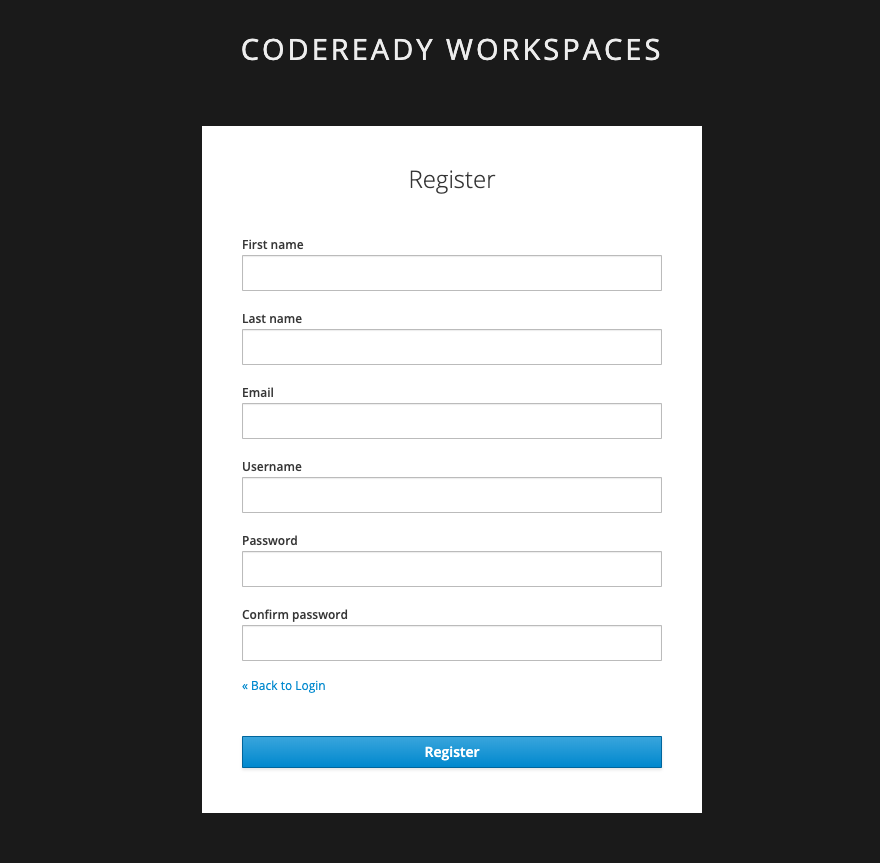 CODEREADY WORKSPACES
Register
First name
Last name
Email
Username
Password
Confirm password
« Back to Login
Register